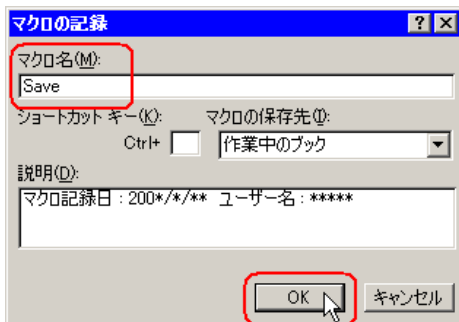 マクロの記録
マクロ名(M):
Save
ショートカット キー(K): マクロの保存先(I):
Ctrl+ 作業中のブック
説明(D):
マクロ記録日 : 200*/*/** ユーザー名 : *****
OK キャンセル